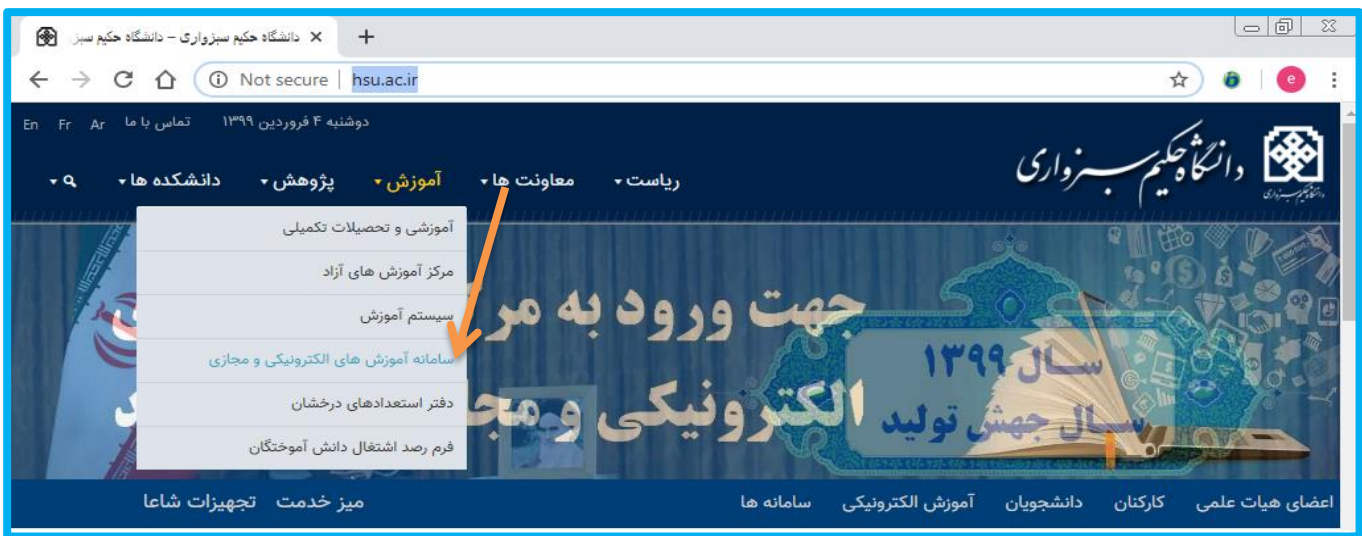 دانشگاه حکیم سبزواری – دانشگاه حکیم سبز
Not secure | hsu.ac.ir
e
En Fr Ar تماس با ما دوشنبه ۴ فروردین ۱۳۹۹
دانشگاه حکیم سبزواری
دانشگاه حکیم سبزواری
ریاست معاونت ها آموزش پژوهش دانشکده ها
آموزشی و تحصیلات تکمیلی
مرکز آموزش های آزاد
سیستم آموزش
سامانه آموزش های الکترونیکی و مجازی
دفتر استعدادهای درخشان
فرم رصد اشتغال دانش آموختگان
جهت ورود به
الکترونیکی و
سال ۱۳۹۹
سال جهش تولید
اعضای هیات علمی کارکنان دانشجویان آموزش الکترونیکی سامانه ها میز خدمت تجهیزات شاعا